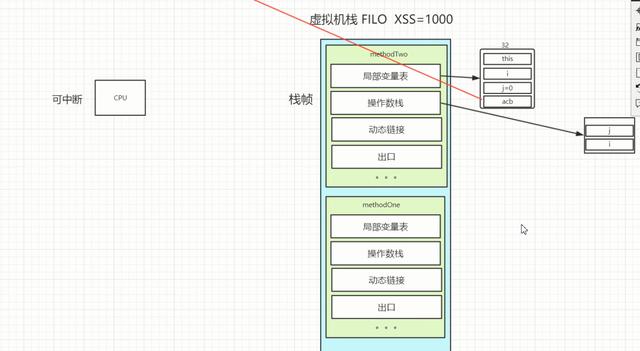 虚拟机栈 FILO XSS=1000
methodTwo
局部变量表
操作数栈
动态链接
出口
• • •
栈帧
可中断
CPU
32
this
i
j=0
acb
j
i
methodOne
局部变量表
操作数栈
动态链接
出口
• • •